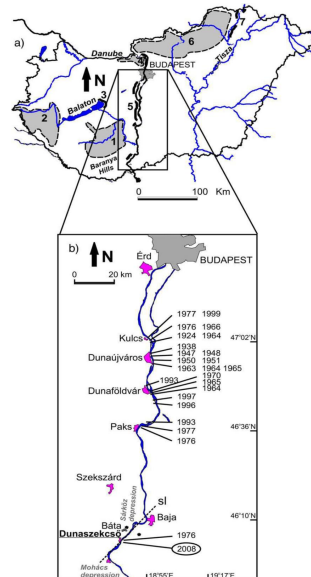 a)
6
Danube
BUDAPEST
Tisza
N
3
Balaton
5
2
1
Baranya
Hills
0 100 Km
b)
N
BUDAPEST
Érd
0 20 km
1977 1999
Kulcs
1976 1966
1924 1964
47°02'N
1938
Dunaújváros
1947 1948
1950 1951
1963 1964 1965
1993
1970
1965
Dunaföldvár
1964
1997
1996
1993
Paks
1977
46°36'N
1976
Szekszárd
Sárköz
depression
sl
46°10'N
Báta
Baja
Dunaszekcső
1976
2008
Mohács
depression
18°55'E 19°17'E